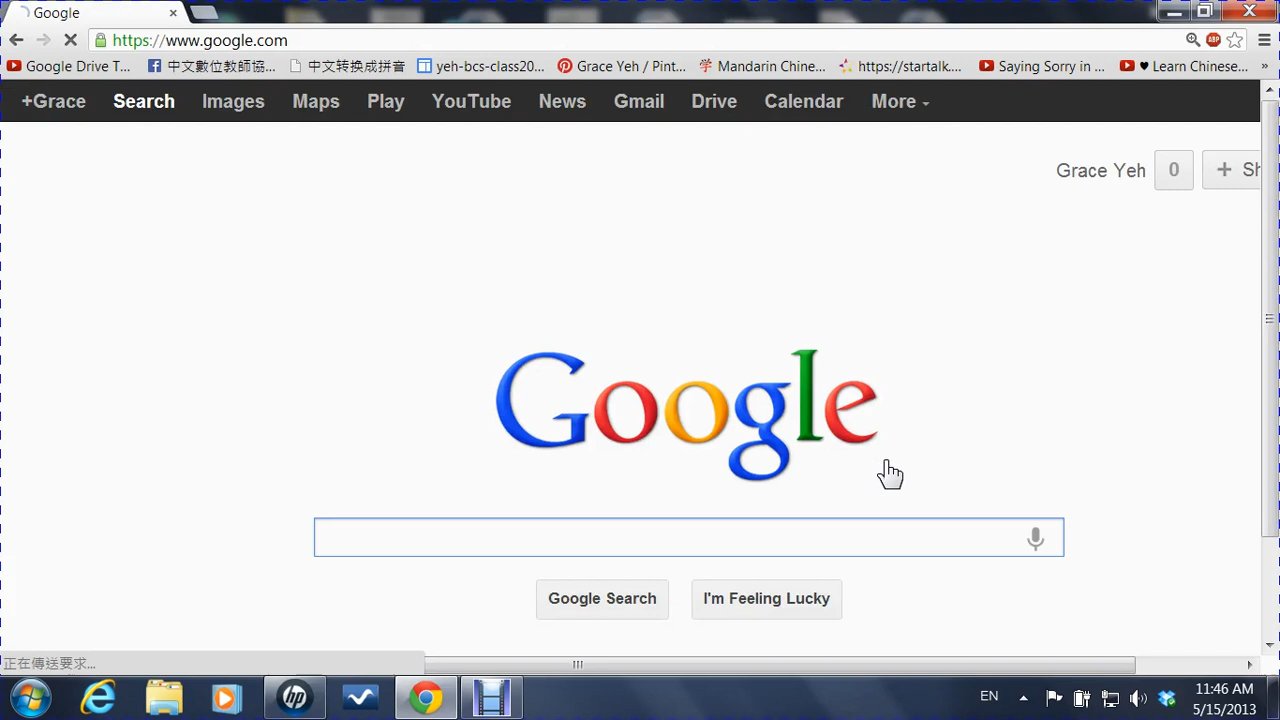 Google
https://www.google.com
Google Drive T... 中文數位教師協... 中文转换成拼音 yeh-bcs-class20... Grace Yeh / Pint... Mandarin Chine... https://startalk.... Saying Sorry in ... Learn Chinese... »
+Grace Search Images Maps Play YouTube News Gmail Drive Calendar More
Grace Yeh 0 + Sh
Google
Google Search I'm Feeling Lucky
正在傳送要求...
EN 11:46 AM
5/15/2013